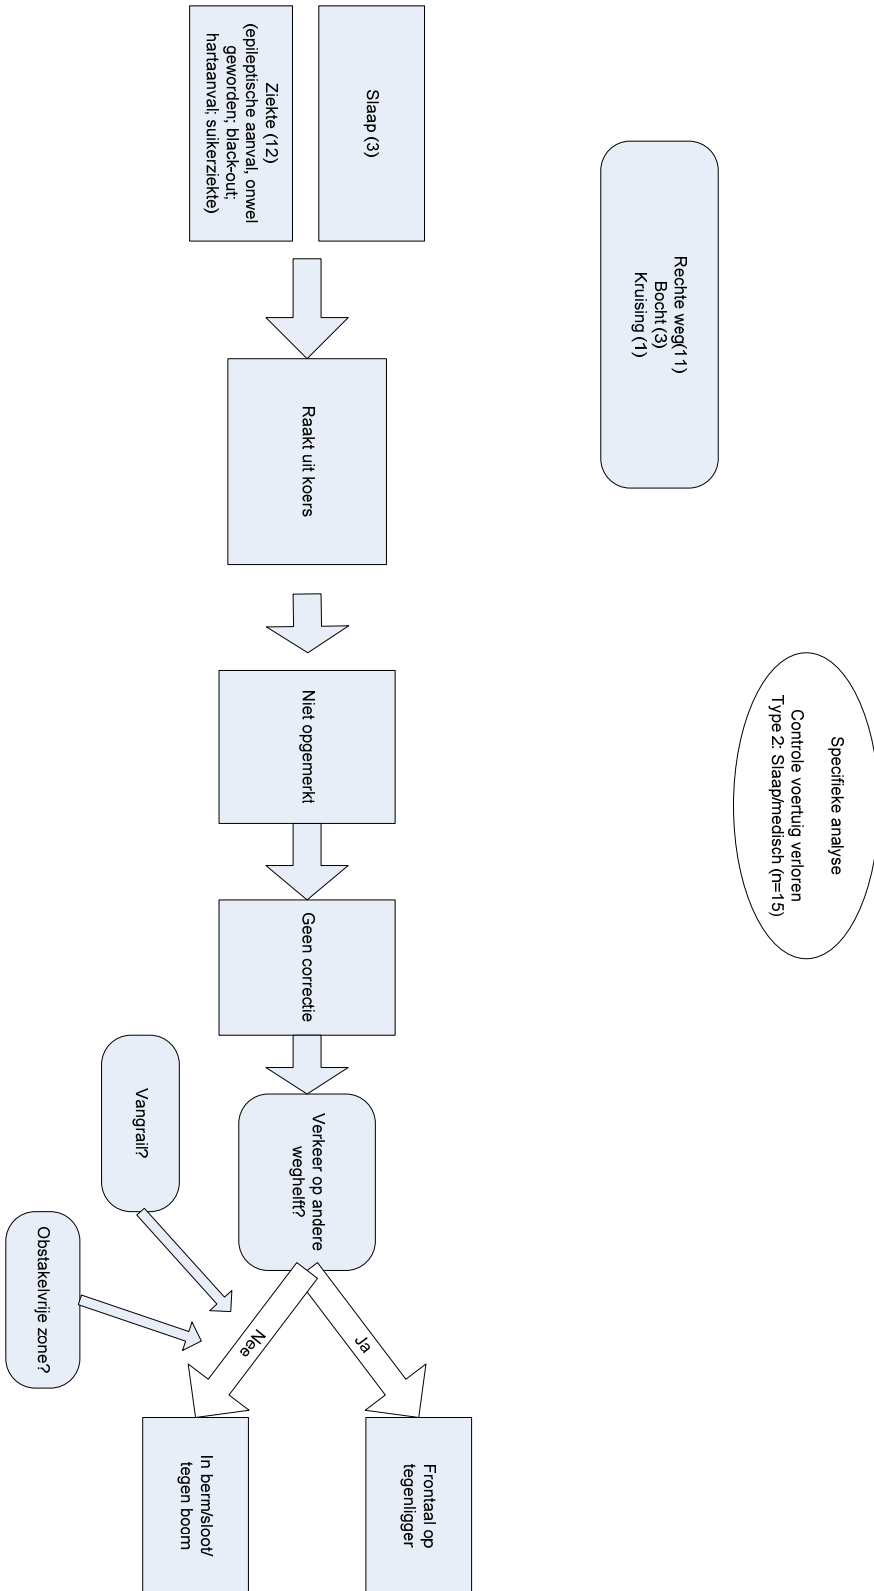 Specifieke analyse
Controle voertuig verloren
Type 2: Slaap/medisch (n=15)
Rechte weg(11)
Bocht (3)
Kruising (1)
Slaap (3)
Ziekte (12)
(epileptische aanval, onwel
geworden; black-out;
hartaanval; suikerziekte)
Raakt uit koers
Niet opgemerkt
Geen correctie
Verkeer op andere
weghelft?
Ja
Nee
Vangrail?
Obstakelvrije zone?
Frontaal op
tegenligger
In berm/sloot/
tegen boom